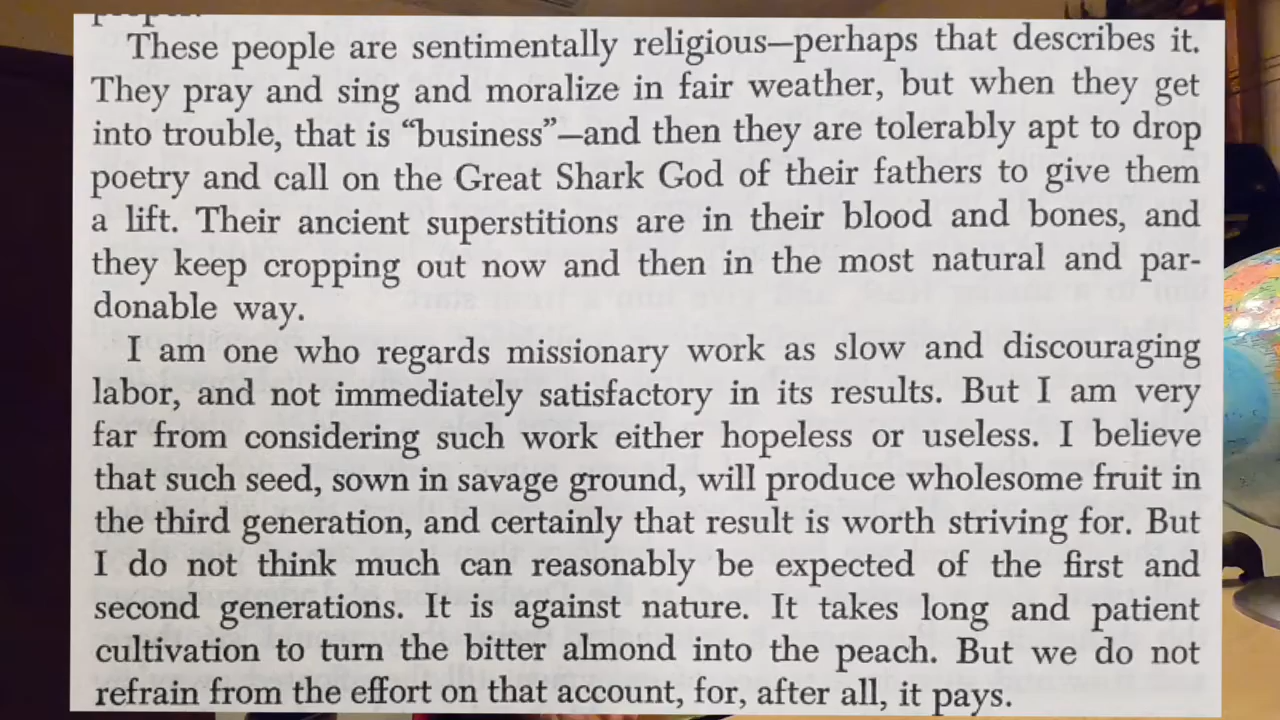 These people are sentimentally religious—perhaps that describes it.
They pray and sing and moralize in fair weather, but when they get
into trouble, that is “business”—and then they are tolerably apt to drop
poetry and call on the Great Shark God of their fathers to give them
a lift. Their ancient superstitions are in their blood and bones, and
they keep cropping out now and then in the most natural and par-
donable way.
I am one who regards missionary work as slow and discouraging
labor, and not immediately satisfactory in its results. But I am very
far from considering such work either hopeless or useless. I believe
that such seed, sown in savage ground, will produce wholesome fruit in
the third generation, and certainly that result is worth striving for. But
I do not think much can reasonably be expected of the first and
second generations. It is against nature. It takes long and patient
cultivation to turn the bitter almond into the peach. But we do not
refrain from the effort on that account, for, after all, it pays.